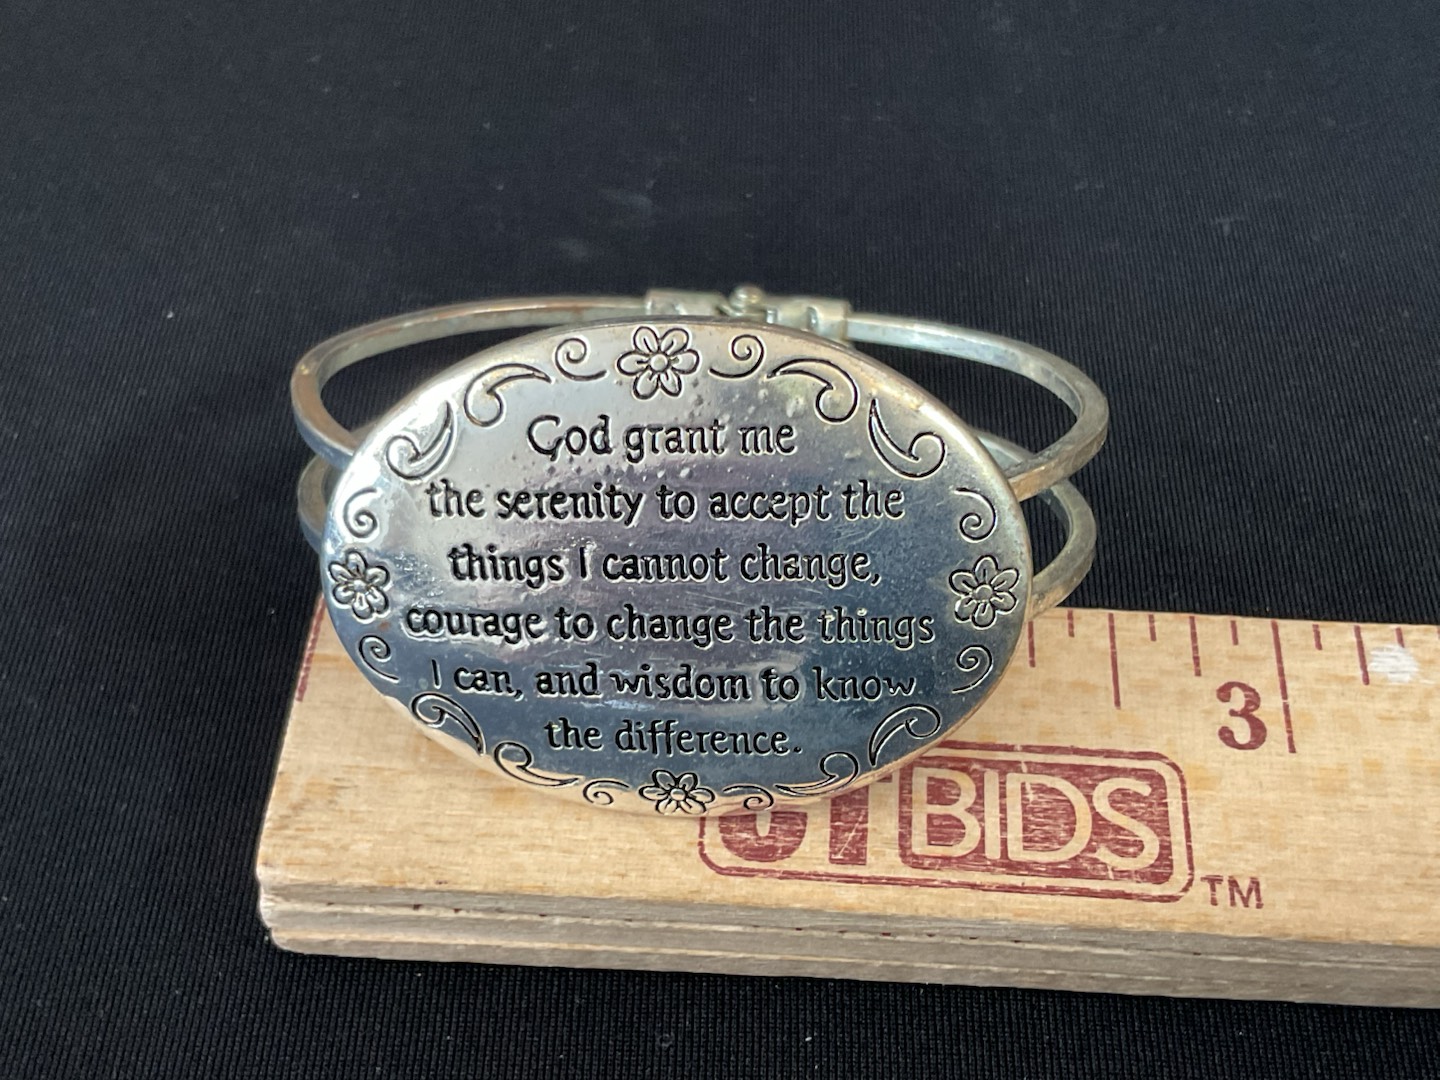 God grant me
the serenity to accept the
things I cannot change,
courage to change the things
I can, and wisdom to know
the difference.
3
BIDS
TM